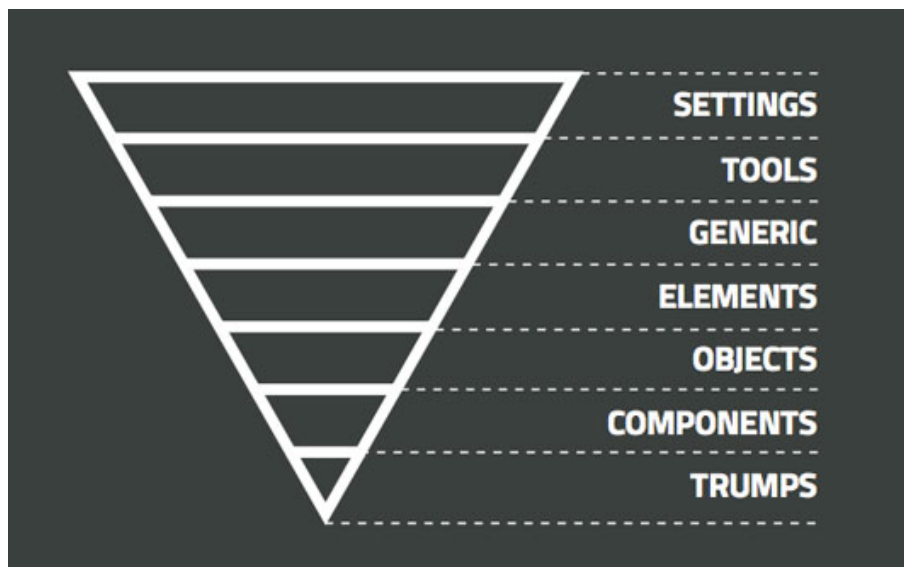 SETTINGS
TOOLS
GENERIC
ELEMENTS
OBJECTS
COMPONENTS
TRUMPS